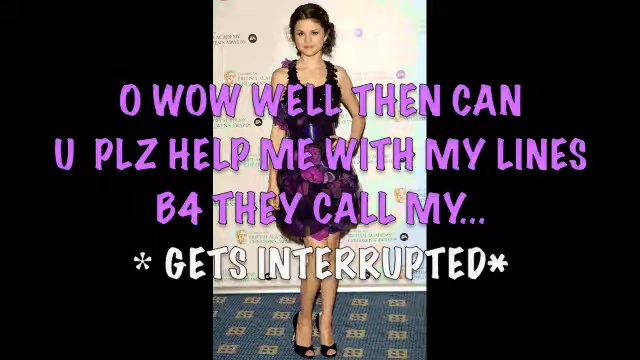 O WOW WELL THEN CAN
U PLZ HELP ME WITH MY LINES
B4 THEY CALL MY...
* GETS INTERRUPTED*